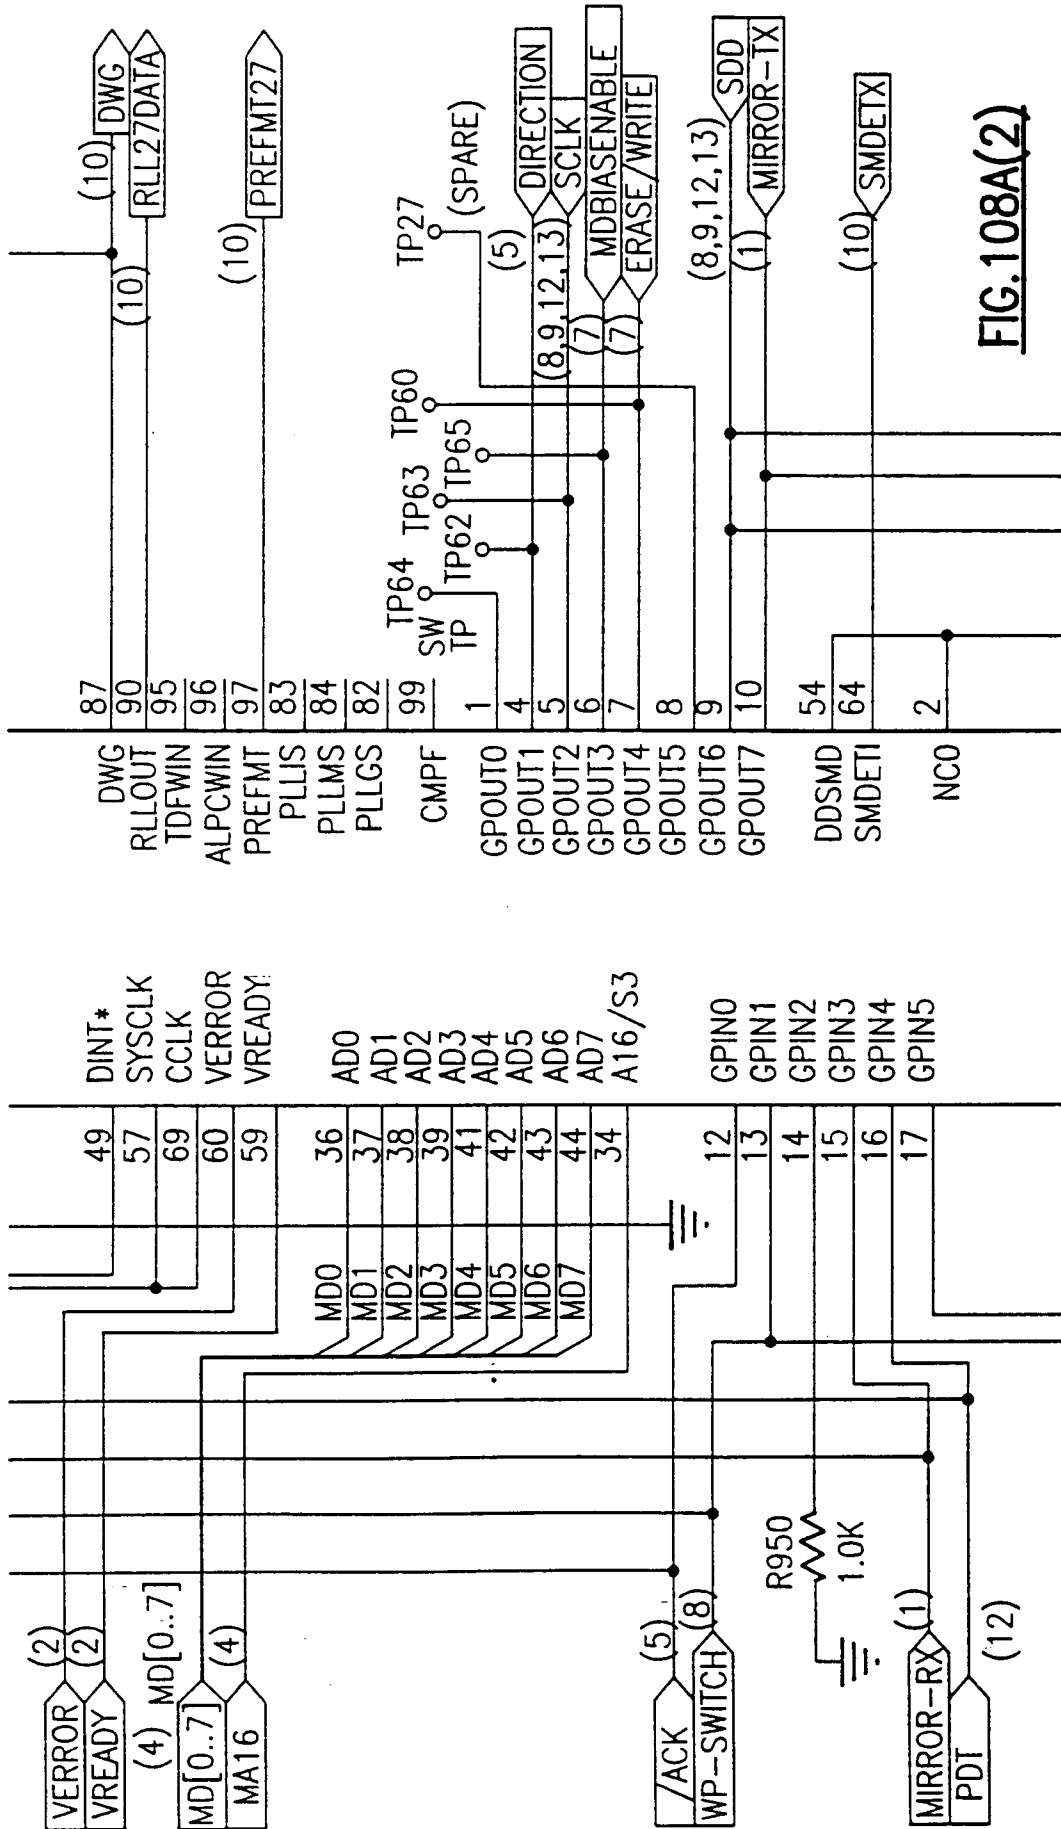 VERROR
(2)
VREADY
(2)
(4)
MD[0..7]
MD[0..7]
MA16
(4)
/ACK
(5)
WP-SWITCH
(8)
R950
1.0K
MIRROR-RX
(1)
PDT
(12)
MD0
MD1
MD2
MD3
MD4
MD5
MD6
MD7
49 DINT*
57 SYSCLK
69 CCLK
60 VERROR
59 VREADY
36 AD0
37 AD1
38 AD2
39 AD3
41 AD4
42 AD5
43 AD6
44 AD7
34 A16/S3
12 GPIN0
13 GPIN1
14 GPIN2
15 GPIN3
16 GPIN4
17 GPIN5
DWG 87
RLLOUT 90
TDFWIN 95
ALPCWIN 96
PREFMT 97
PLLIS 83
PLLMS 84
PLLGS 82
CMPF 99
GPOUT0 1
GPOUT1 4
GPOUT2 5
GPOUT3 6
GPOUT4 7
GPOUT5 8
GPOUT6 9
GPOUT7 10
DDSMD 54
SMDETI 64
NCO 2
SW
TP
TP64
TP62
TP63
TP65
TP60
TP27
(SPARE)
(10)
DWG
(10)
RLL27DATA
(10)
PREFMT27
(5)
DIRECTION
(8,9,12,13)
SCLK
(7)
MDBIASENABLE
(7)
ERASE/WRITE
(8,9,12,13)
SDD
(1)
MIRROR-TX
(10)
SMDETX
FIG.108A(2)